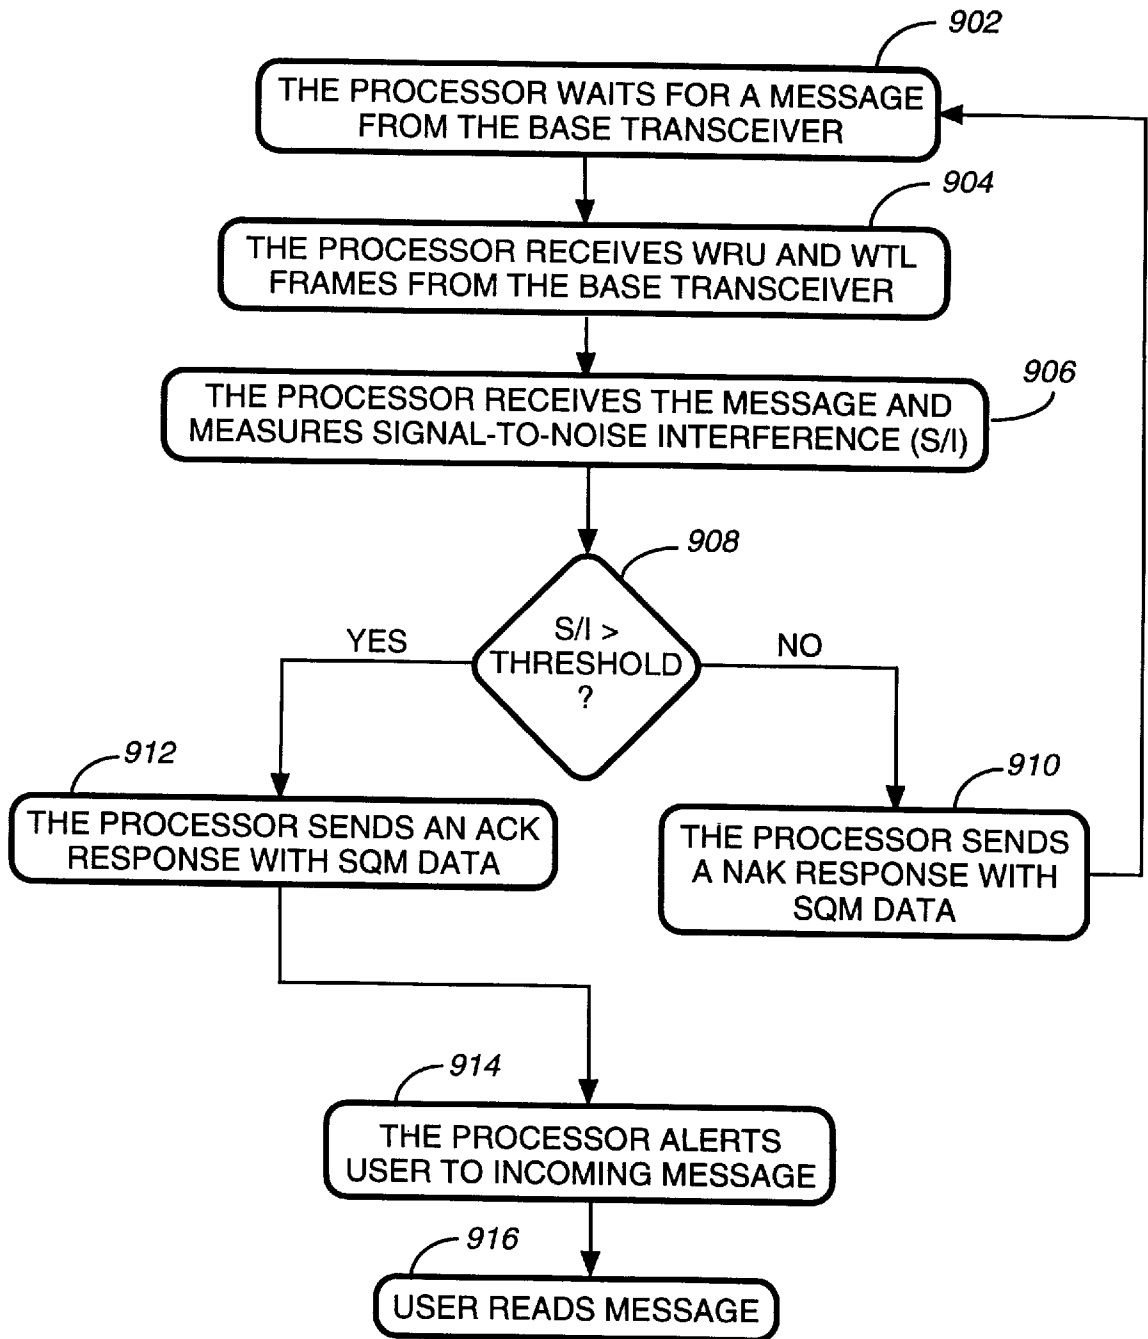 902
THE PROCESSOR WAITS FOR A MESSAGE
FROM THE BASE TRANSCEIVER
904
THE PROCESSOR RECEIVES WRU AND WTL
FRAMES FROM THE BASE TRANSCEIVER
906
THE PROCESSOR RECEIVES THE MESSAGE AND
MEASURES SIGNAL-TO-NOISE INTERFERENCE (S/I)
908
S/I >
THRESHOLD
?
YES
NO
912
THE PROCESSOR SENDS AN ACK
RESPONSE WITH SQM DATA
910
THE PROCESSOR SENDS
A NAK RESPONSE WITH
SQM DATA
914
THE PROCESSOR ALERTS
USER TO INCOMING MESSAGE
916
USER READS MESSAGE